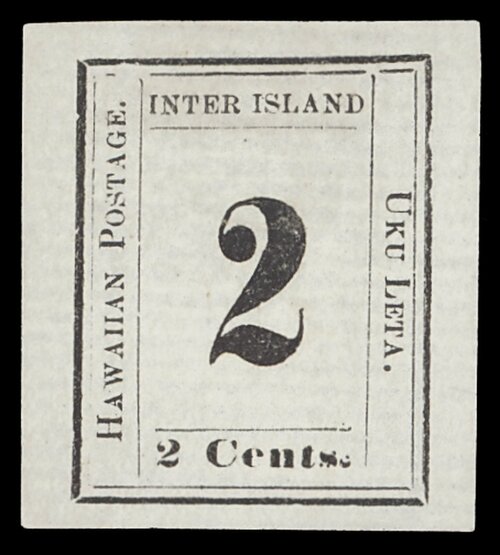 INTER ISLAND
HAWAIIAN POSTAGE.
2
UKU LETA.
2 Cents.